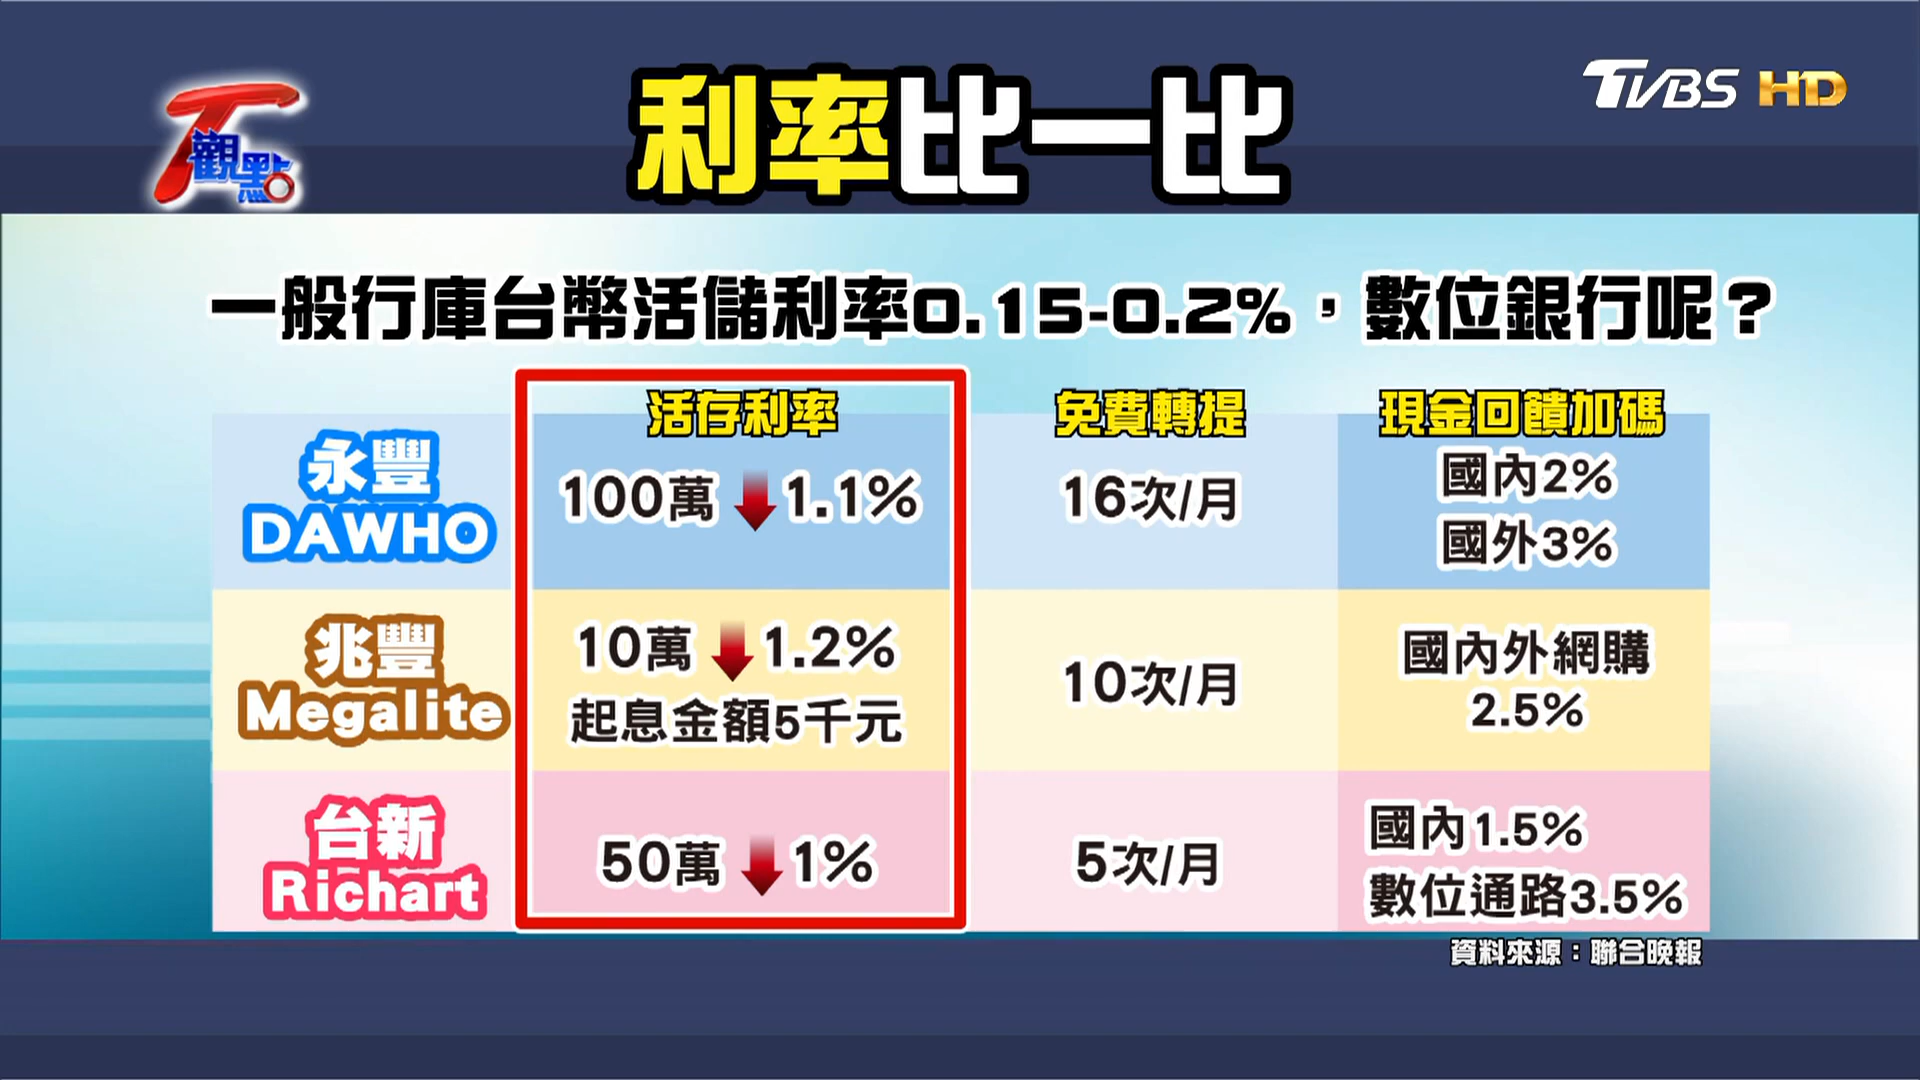 T觀點
利率比一比
TVBS HD
一般行庫台幣活儲利率0.15-0.2%，數位銀行呢？
活存利率
免費轉提
現金回饋加碼
永豐
DAWHO
100萬 1.1%
16次/月
國內2%
國外3%
兆豐
Megalite
10萬 1.2%
起息金額5千元
10次/月
國內外網購
2.5%
台新
Richart
50萬 1%
5次/月
國內1.5%
數位通路3.5%
資料來源：聯合晚報